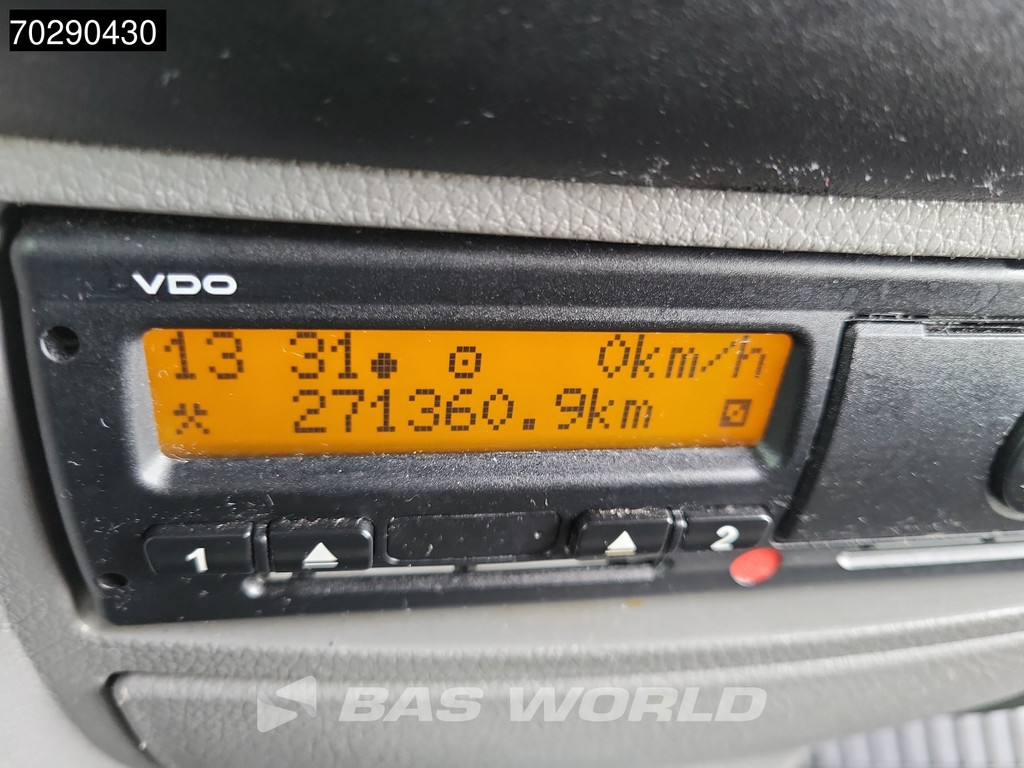 70290430
VDO
13 31 0km/h
271360.9km
1 2
BAS WORLD